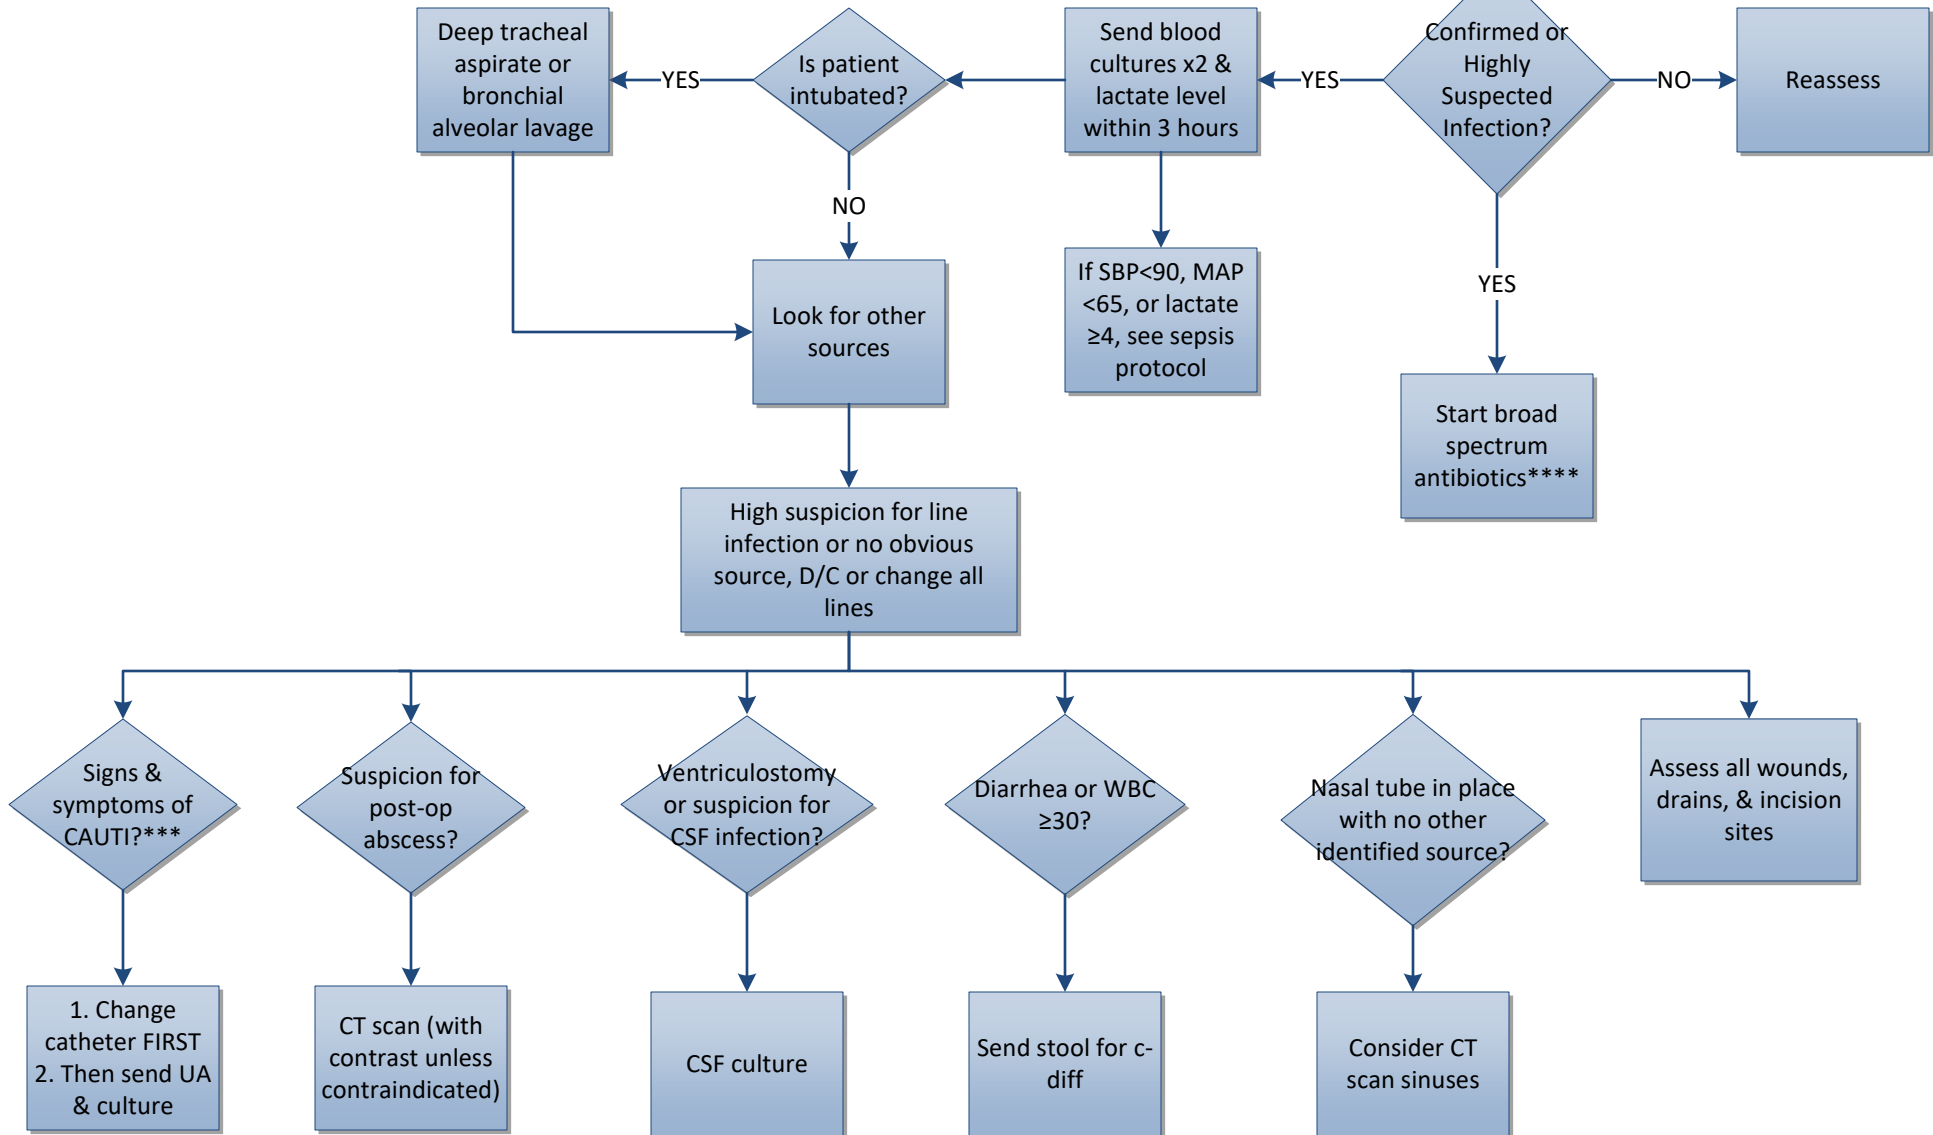 Deep tracheal
aspirate or
bronchial
alveolar lavage
YES
Is patient
intubated?
Send blood
cultures x2 &
lactate level
within 3 hours
YES
Confirmed or
Highly
Suspected
Infection?
NO
Reassess
NO
YES
Look for other
sources
If SBP<90, MAP
<65, or lactate
≥4, see sepsis
protocol
Start broad
spectrum
antibiotics****
High suspicion for line
infection or no obvious
source, D/C or change all
lines
Signs &
symptoms of
CAUTI?***
Suspicion for
post-op
abscess?
Ventriculostomy
or suspicion for
CSF infection?
Diarrhea or WBC
≥30?
Nasal tube in place
with no other
identified source?
Assess all wounds,
drains, & incision
sites
1. Change
catheter FIRST
2. Then send UA
& culture
CT scan (with
contrast unless
contraindicated)
CSF culture
Send stool for c-
diff
Consider CT
scan sinuses